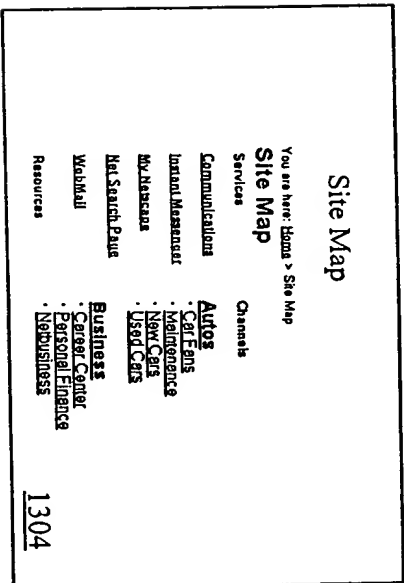 Site Map
You are here: Home > Site Map
Site Map
Services
Channels
Communications
Instant Messenger
My Netscape
Net Search Page
WebMail
Resources
Autos
· Car Fans
· Maintenance
· New Cars
· Used Cars
Business
· Career Center
· Personal Finance
· Netbusiness
1304